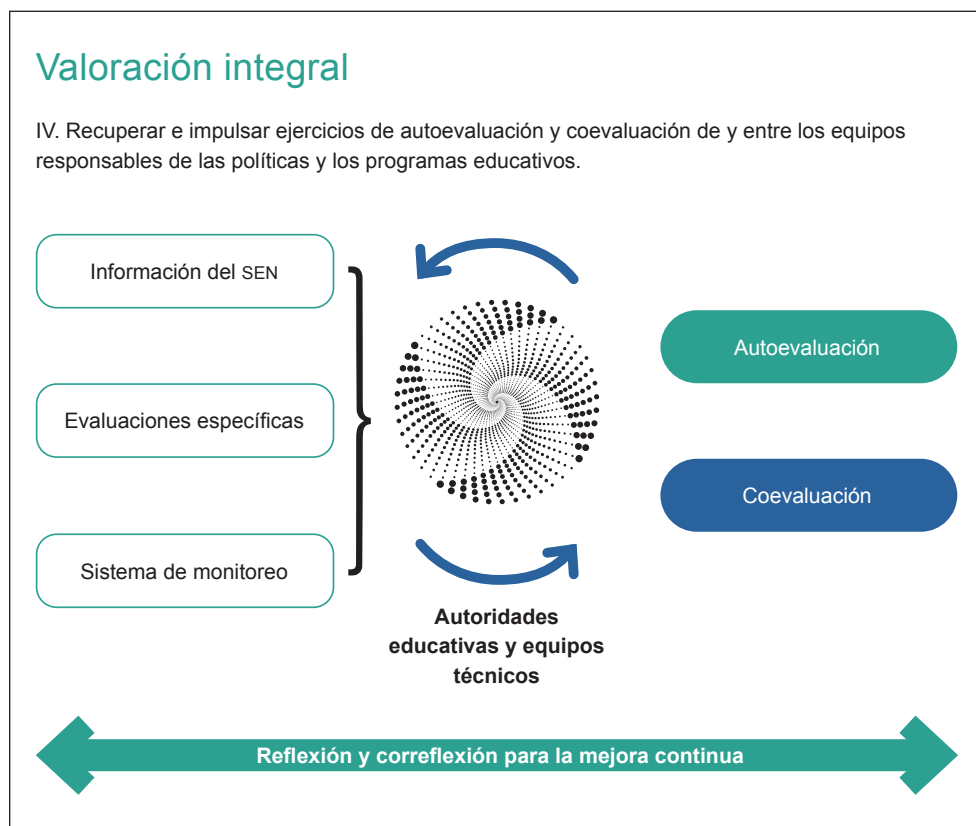 Valoración integral
IV. Recuperar e impulsar ejercicios de autoevaluación y coevaluación de y entre los equipos
responsables de las políticas y los programas educativos.
Información del SEN
Evaluaciones específicas
Sistema de monitoreo
Autoevaluación
Coevaluación
Autoridades
educativas y equipos
técnicos
Reflexión y correflexión para la mejora continua